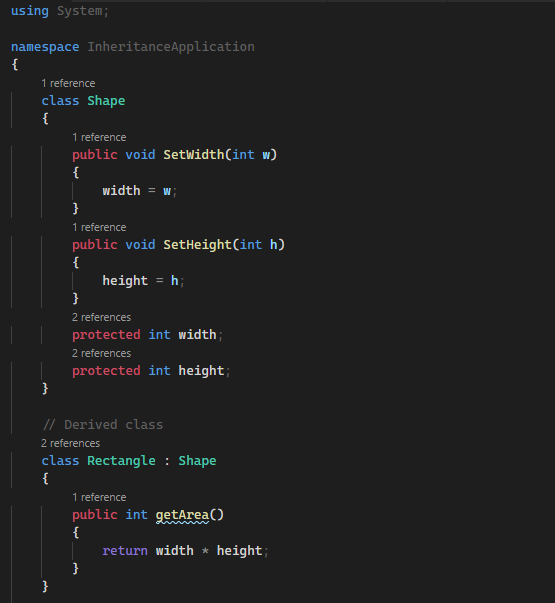 using System;
namespace InheritanceApplication
{
1 reference
class Shape
{
1 reference
public void SetWidth(int w)
{
width = w;
}
1 reference
public void SetHeight(int h)
{
height = h;
}
2 references
protected int width;
2 references
protected int height;
}
// Derived class
2 references
class Rectangle : Shape
{
1 reference
public int getArea()
{
return width * height;
}
}